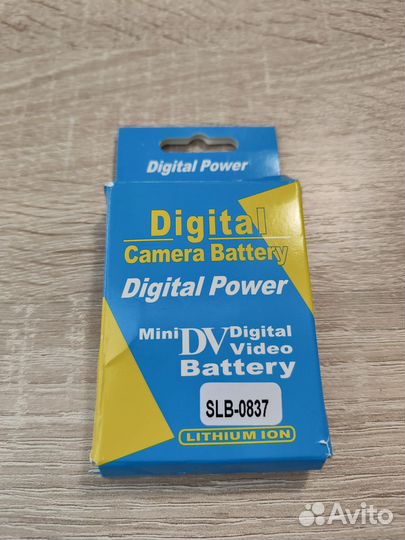 Digital Power
Digital
Camera Battery
Digital Power
Mini DV Digital
Video
Battery
SLB-0837
LITHIUM ION
Avito